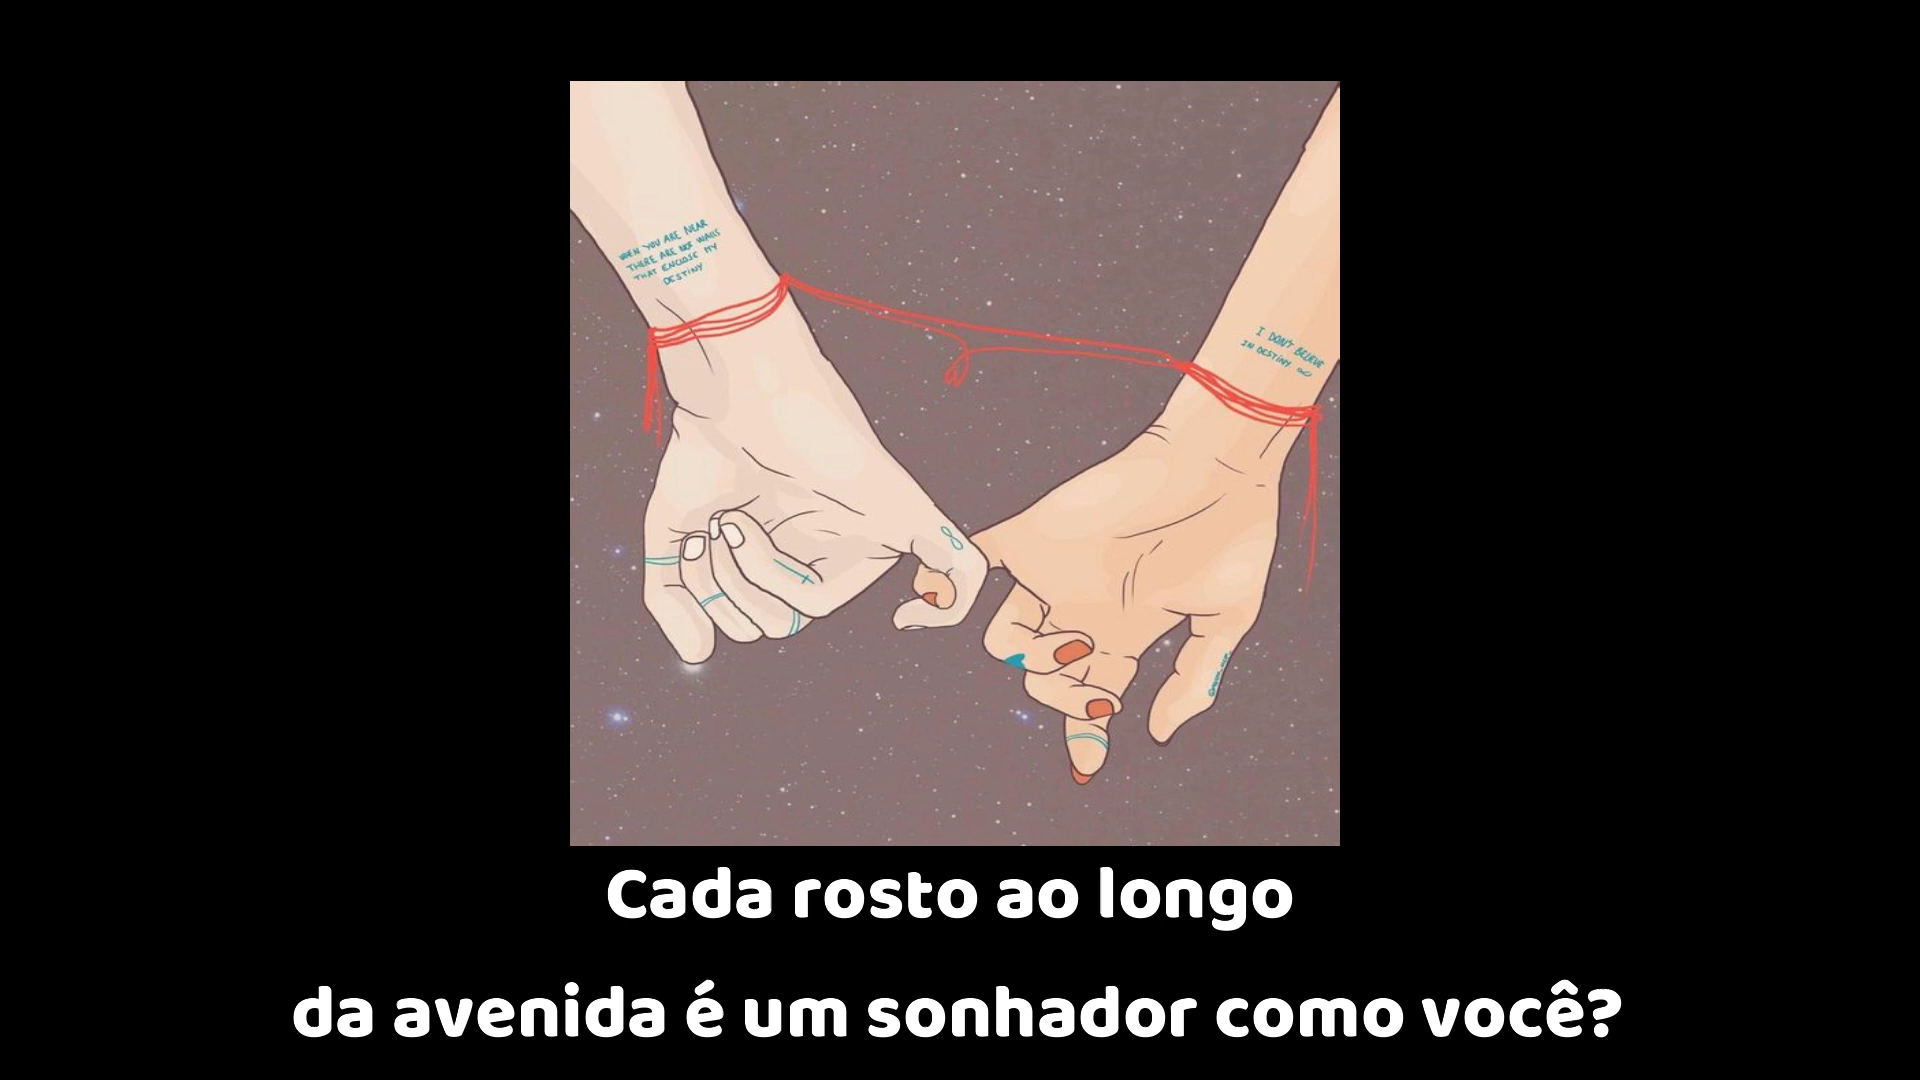 WHEN YOU ARE NEAR
THERE ARE NOT WALLS
THAT ENCLOSE MY
DESTINY
I DON'T BELIEVE
IN DESTINY
Cada rosto ao longo
da avenida é um sonhador como você?